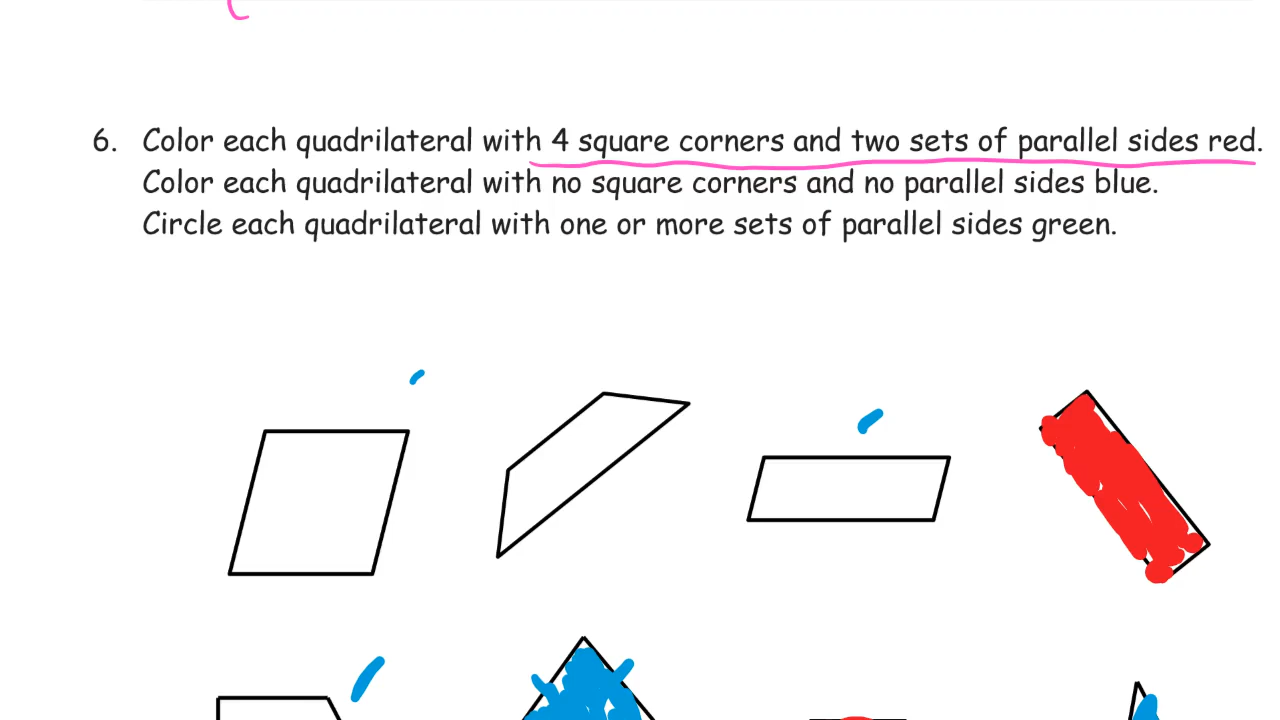 6. Color each quadrilateral with 4 square corners and two sets of parallel sides red.
Color each quadrilateral with no square corners and no parallel sides blue.
Circle each quadrilateral with one or more sets of parallel sides green.